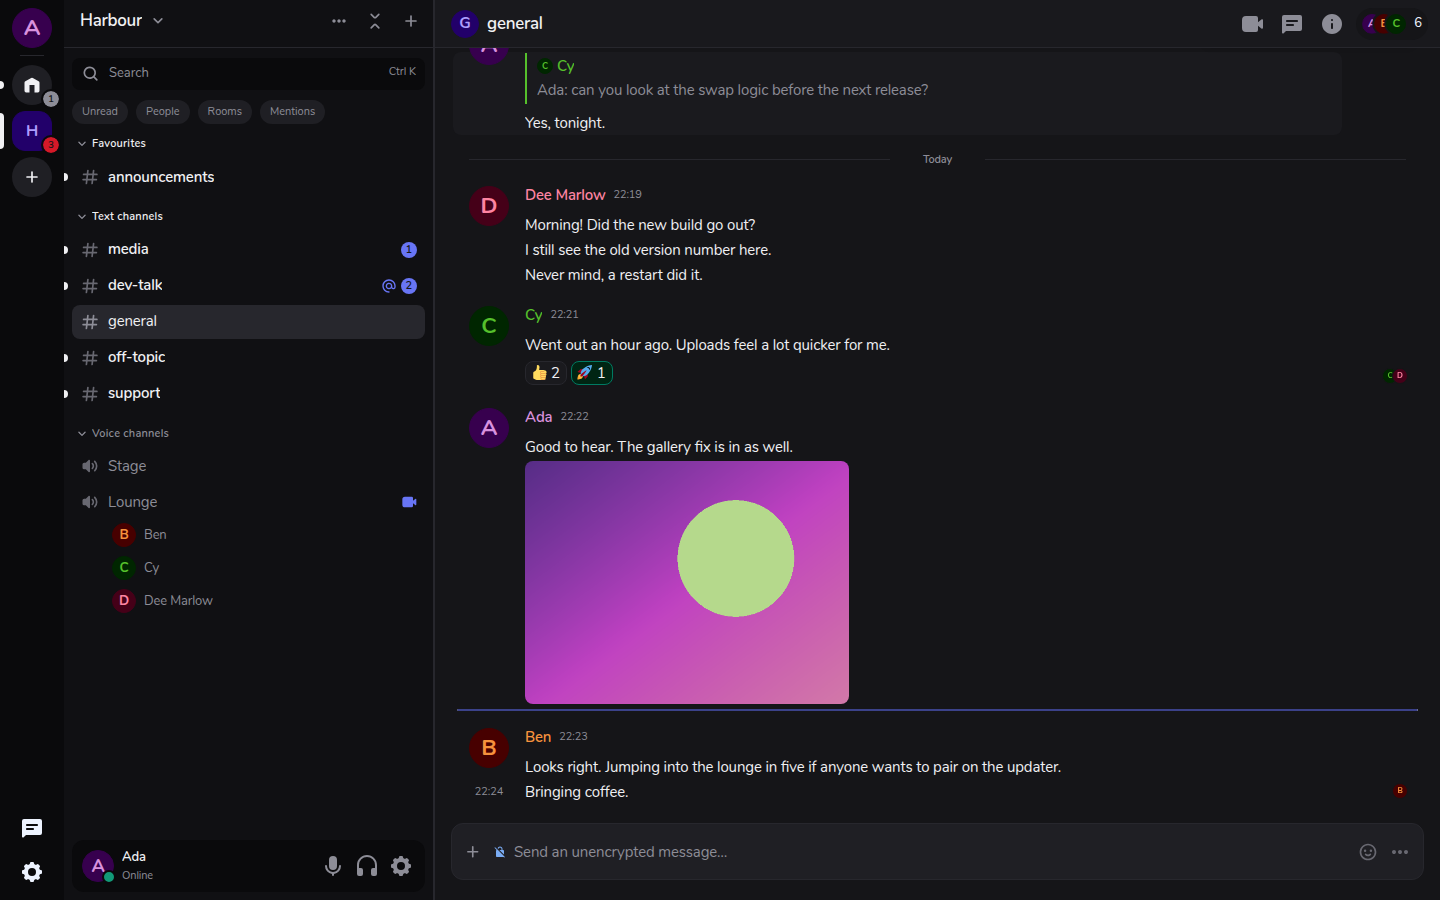 A
1
H
3
Harbour
Search
Ctrl K
Unread
People
Rooms
Mentions
Favourites
announcements
Text channels
media
1
dev-talk
@ 2
general
off-topic
support
Voice channels
Stage
Lounge
B Ben
C Cy
D Dee Marlow
A
Ada
Online
G general
C
6
C Cy
Ada: can you look at the swap logic before the next release?
Yes, tonight.
Today
D
Dee Marlow 22:19
Morning! Did the new build go out?
I still see the old version number here.
Never mind, a restart did it.
C
Cy 22:21
Went out an hour ago. Uploads feel a lot quicker for me.
2 1
C D
A
Ada 22:22
Good to hear. The gallery fix is in as well.
B
Ben 22:23
Looks right. Jumping into the lounge in five if anyone wants to pair on the updater.
22:24 Bringing coffee.
B
Send an unencrypted message...